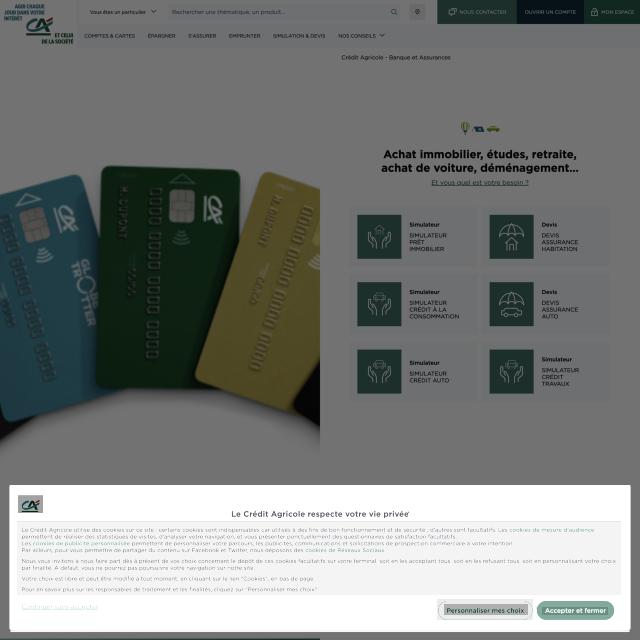 AGIR CHAQUE
JOUR DANS VOTRE
INTÉRÊT
ET CELUI
DE LA SOCIÉTÉ
Vous êtes un particulier
Rechercher une thématique, un produit...
NOUS CONTACTER
OUVRIR UN COMPTE
MON ESPACE
COMPTES & CARTES
ÉPARGNER
S'ASSURER
EMPRUNTER
SIMULATION & DEVIS
NOS CONSEILS
Crédit Agricole - Banque et Assurances
M. DUPONT
M. DUPONT
GLOBE
TROTTER
Achat immobilier, études, retraite,
achat de voiture, déménagement...
Et vous quel est votre besoin ?
Simulateur
SIMULATEUR
PRÊT
IMMOBILIER
Devis
DEVIS
ASSURANCE
HABITATION
Simulateur
SIMULATEUR
CRÉDIT À LA
CONSOMMATION
Devis
DEVIS
ASSURANCE
AUTO
Simulateur
SIMULATEUR
CRÉDIT AUTO
Simulateur
SIMULATEUR
CRÉDIT
TRAVAUX
Le Crédit Agricole respecte votre vie privée
Le Crédit Agricole utilise des cookies sur ce site : certains cookies sont indispensables car utilisés à des fins de bon fonctionnement et de sécurité ; d'autres sont facultatifs. Les cookies de mesure d'audience
permettent de réaliser des statistiques de visites, d'analyser votre navigation, et vous présenter ponctuellement des questionnaires de satisfaction facultatifs.
Les cookies de publicité personnalisée permettent de personnaliser votre parcours, les publicités, communications et sollicitations de prospection commerciale à votre intention.
Par ailleurs, pour vous permettre de partager du contenu sur Facebook et Twitter, nous déposons des cookies de Réseaux Sociaux.
Nous vous invitons à nous faire part dès à présent de vos choix concernant le dépôt de ces cookies facultatifs sur votre terminal, soit en les acceptant tous, soit en les refusant tous, soit en personnalisant votre choix
par finalité. A défaut, vous ne pourrez pas poursuivre votre navigation sur notre site.
Votre choix est libre et peut être modifié à tout moment, en cliquant sur le lien "Cookies", en bas de page.
Pour en savoir plus sur les responsables de traitement et les finalités, cliquez sur "Personnaliser mes choix".
Continuer sans accepter
Personnaliser mes choix
Accepter et fermer